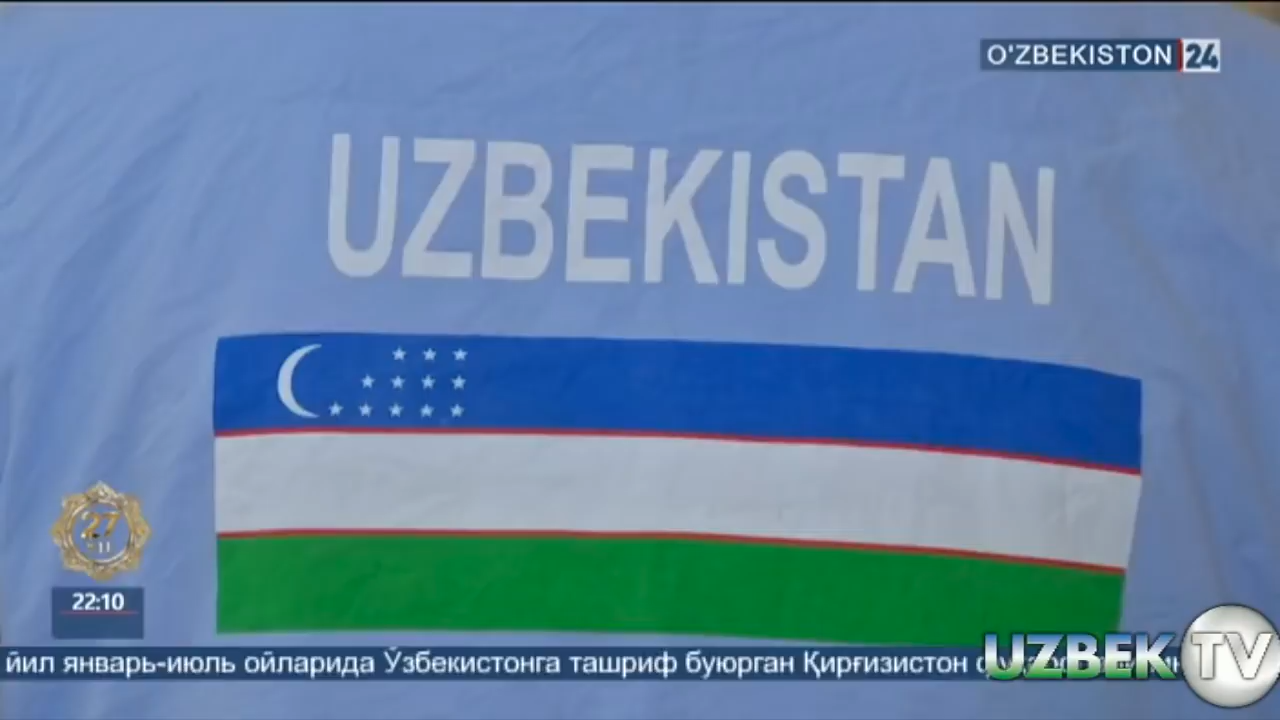 O'ZBEKISTON 24
UZBEKISTAN
27
22:10
йил январь-июль ойларида Ўзбекистонга ташриф буюрган Қирғизистон
UZBEK TV